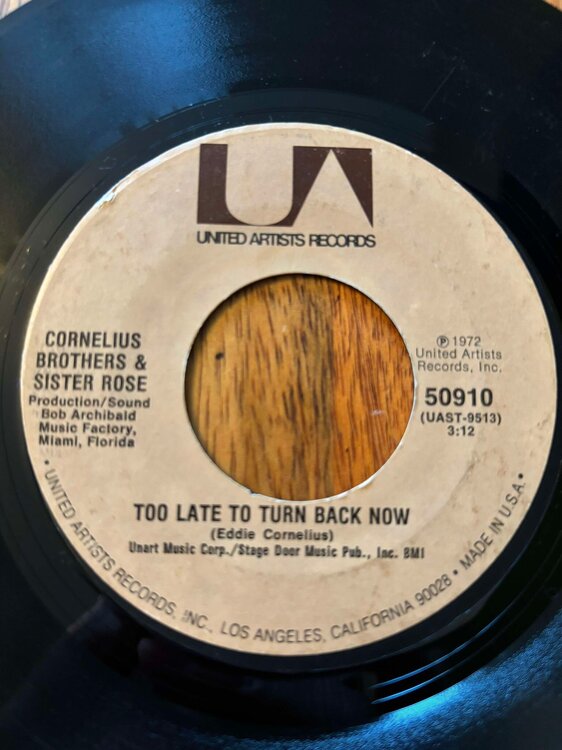 UA
UNITED ARTISTS RECORDS
CORNELIUS
BROTHERS &
SISTER ROSE
Production/Sound
Bob Archibald
Music Factory,
Miami, Florida
℗ 1972
United Artists
Records, Inc.
50910
(UAST-9513)
3:12
TOO LATE TO TURN BACK NOW
(Eddie Cornelius)
Unart Music Corp./Stage Door Music Pub., Inc. BMI
• UNITED ARTISTS RECORDS, INC., LOS ANGELES, CALIFORNIA 90028 • MADE IN U.S.A. •